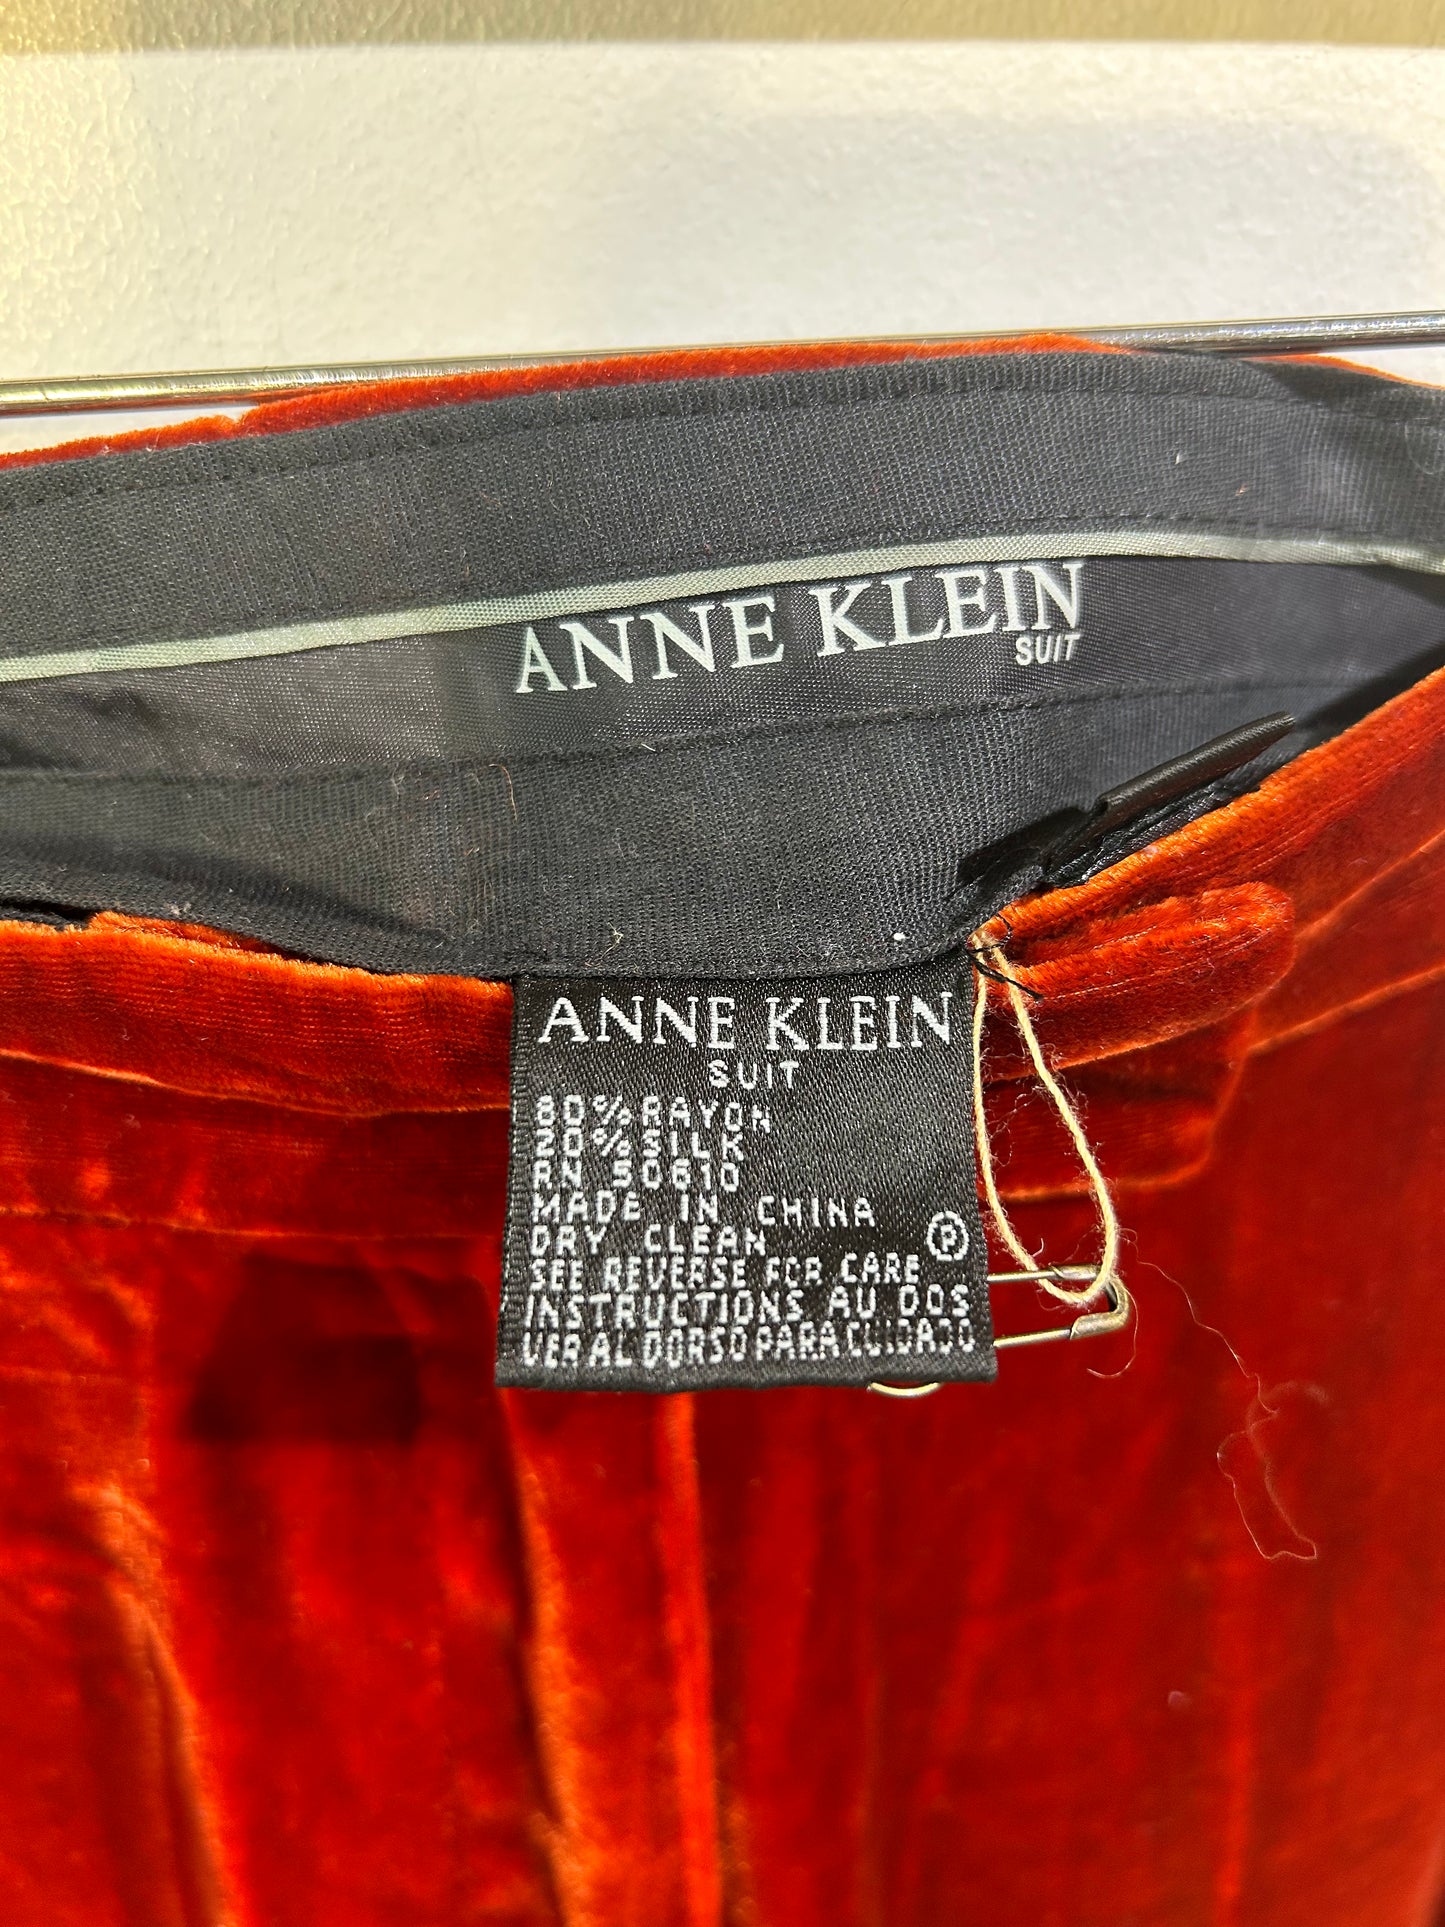 ANNE KLEIN
SUIT
ANNE KLEIN
SUIT
80% RAYON
20% SILK
RN 50610
MADE IN CHINA
DRY CLEAN
P
SEE REVERSE FOR CARE
INSTRUCTIONS AU DOS
VER AL DORSO PARA CUIDADO